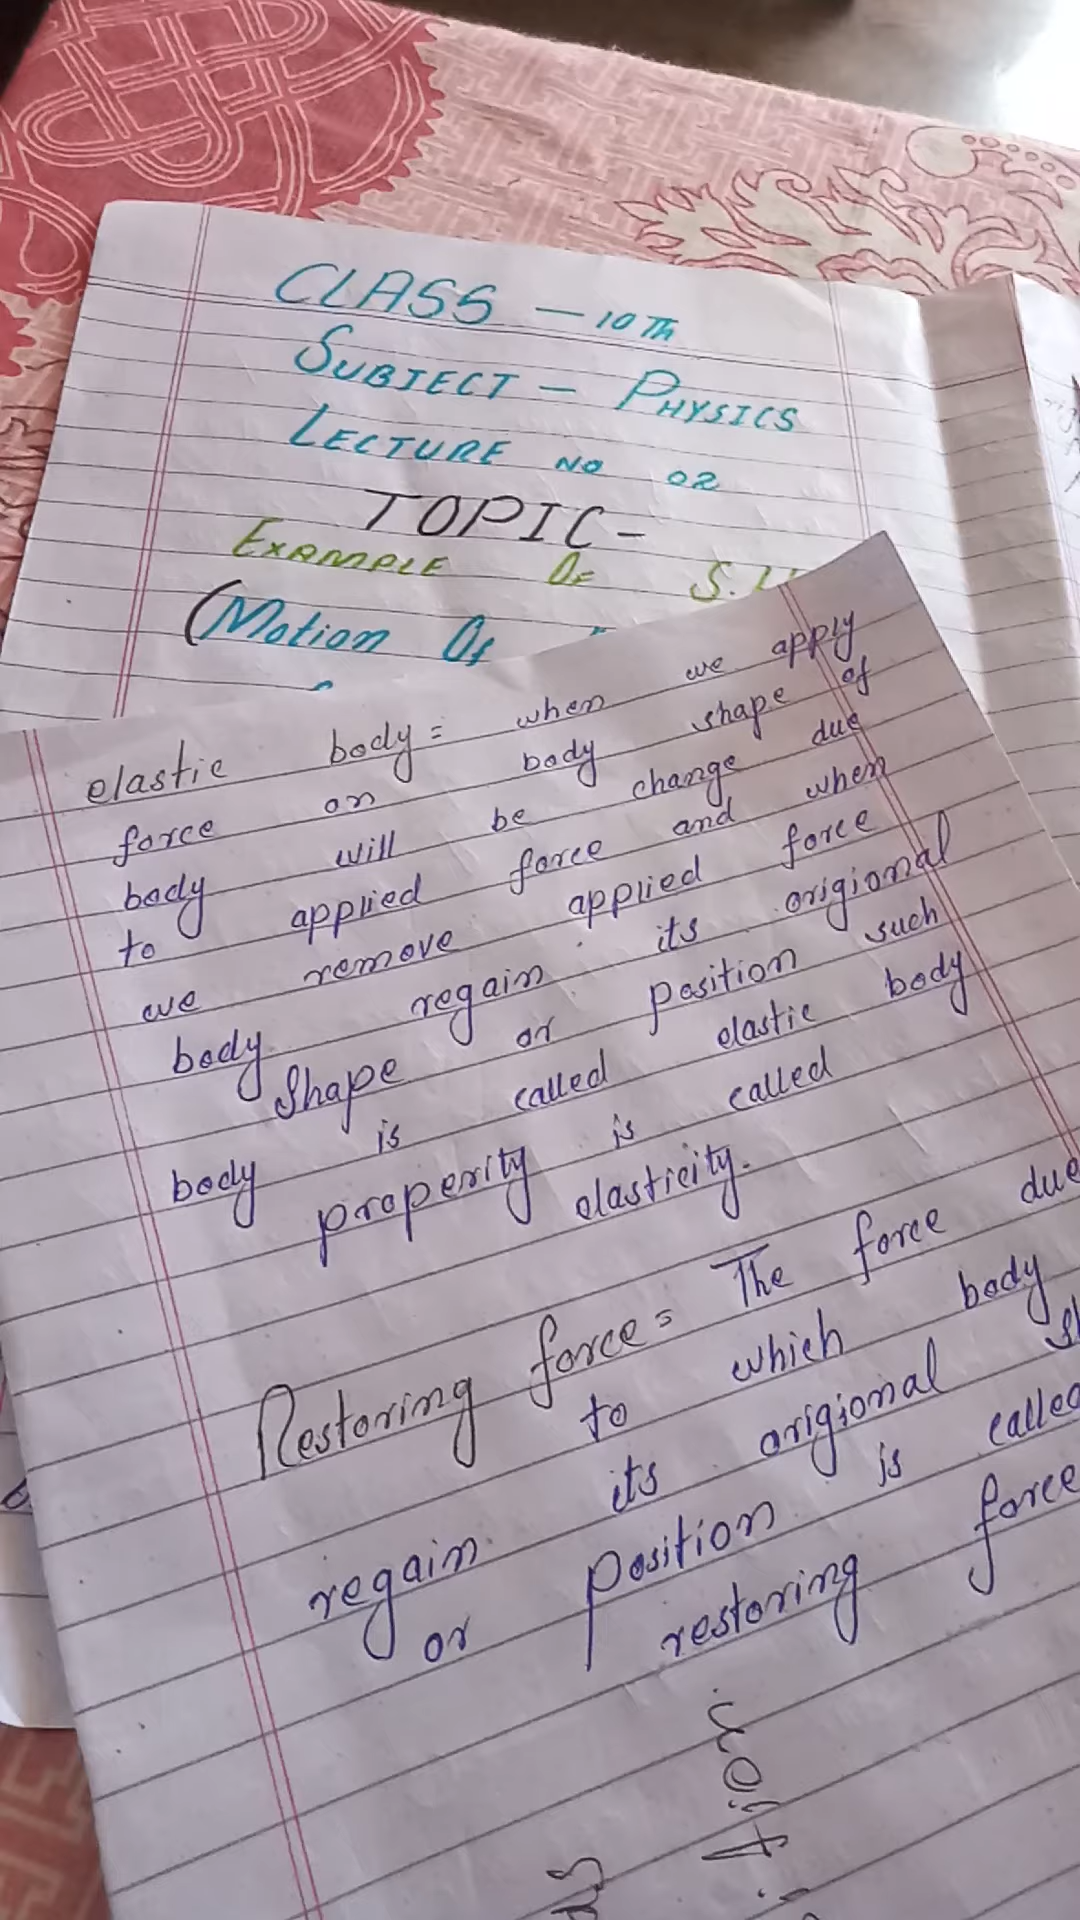 CLASS – 10Th
SUBJECT – PHYSICS
LECTURE NO 02
TOPIC –
EXAMPLE OF
(Motion Of
elastic body = when we apply
force on body shape of
body will be change due
to applied force and when
we remove applied force
body regain its origional
Shape or position such
body is called elastic body
properity is called
elasticity.
Restoring force = The force due
to which body
regain its origional
or position is called
restoring force